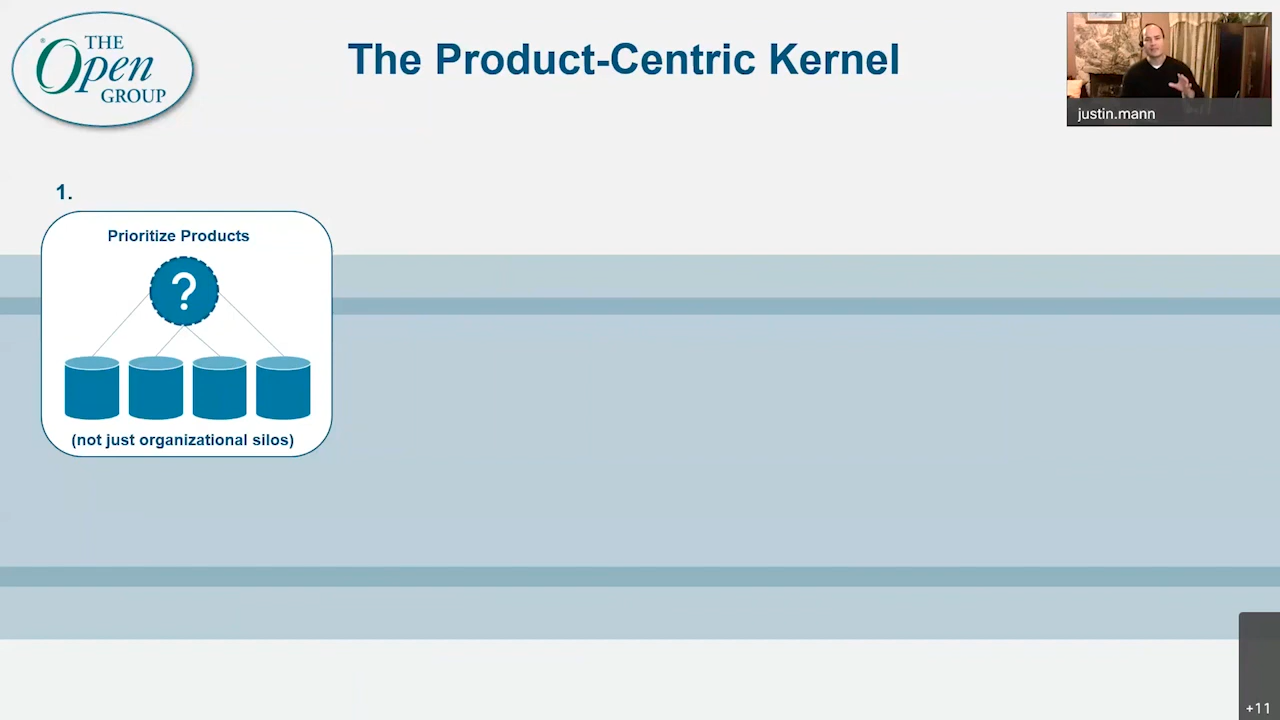 THE
Open
GROUP
®
The Product-Centric Kernel
justin.mann
1.
Prioritize Products
?
(not just organizational silos)
+11